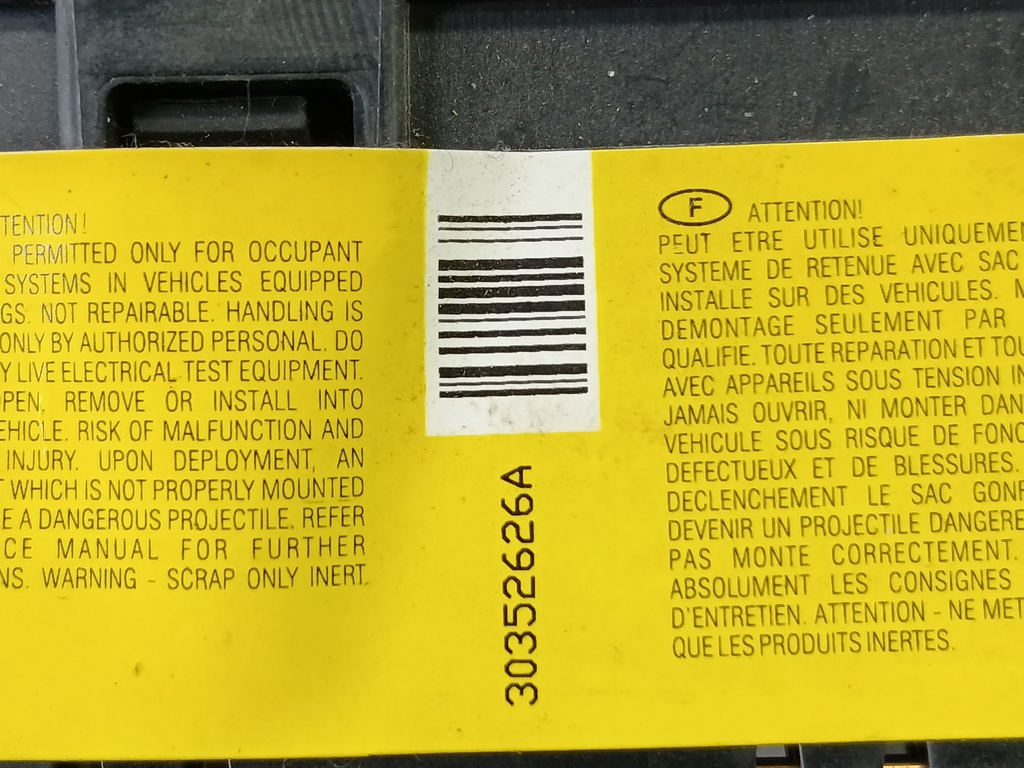 TENTION!
PERMITTED ONLY FOR OCCUPANT
SYSTEMS IN VEHICLES EQUIPPED
GS. NOT REPAIRABLE. HANDLING IS
ONLY BY AUTHORIZED PERSONAL. DO
Y LIVE ELECTRICAL TEST EQUIPMENT.
PEN, REMOVE OR INSTALL INTO
EHICLE. RISK OF MALFUNCTION AND
INJURY. UPON DEPLOYMENT, AN
WHICH IS NOT PROPERLY MOUNTED
E A DANGEROUS PROJECTILE. REFER
CE MANUAL FOR FURTHER
NS. WARNING - SCRAP ONLY INERT.
30352626A
F ATTENTION!
PEUT ETRE UTILISE UNIQUEMEN
SYSTEME DE RETENUE AVEC SAC
INSTALLE SUR DES VEHICULES. M
DEMONTAGE SEULEMENT PAR
QUALIFIE. TOUTE REPARATION ET TOU
AVEC APPAREILS SOUS TENSION IN
JAMAIS OUVRIR, NI MONTER DAN
VEHICULE SOUS RISQUE DE FONC
DEFECTUEUX ET DE BLESSURES.
DECLENCHEMENT LE SAC GONF
DEVENIR UN PROJECTILE DANGERE
PAS MONTE CORRECTEMENT.
ABSOLUMENT LES CONSIGNES
D'ENTRETIEN. ATTENTION - NE MET
QUE LES PRODUITS INERTES.